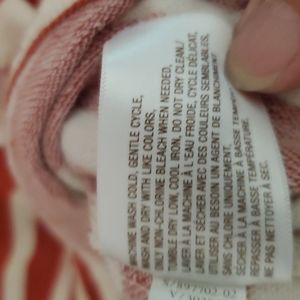 MACHINE WASH COLD, GENTLE CYCLE,
WASH AND DRY WITH LIKE COLORS,
ONLY NON-CHLORINE BLEACH WHEN NEEDED,
TUMBLE DRY LOW, COOL IRON, DO NOT DRY CLEAN./
LAVER À LA MACHINE À L'EAU FROIDE, CYCLE DÉLICAT,
LAVER ET SÉCHER AVEC DES COULEURS SEMBLABLES,
UTILISER AU BESOIN UN AGENT DE BLANCHIMENT
SANS CHLORE UNIQUEMENT,
SÉCHER À LA MACHINE À BASSE TEMPÉRATURE,
REPASSER À BASSE TEMPÉRATURE,
NE PAS METTOYER À SEC.